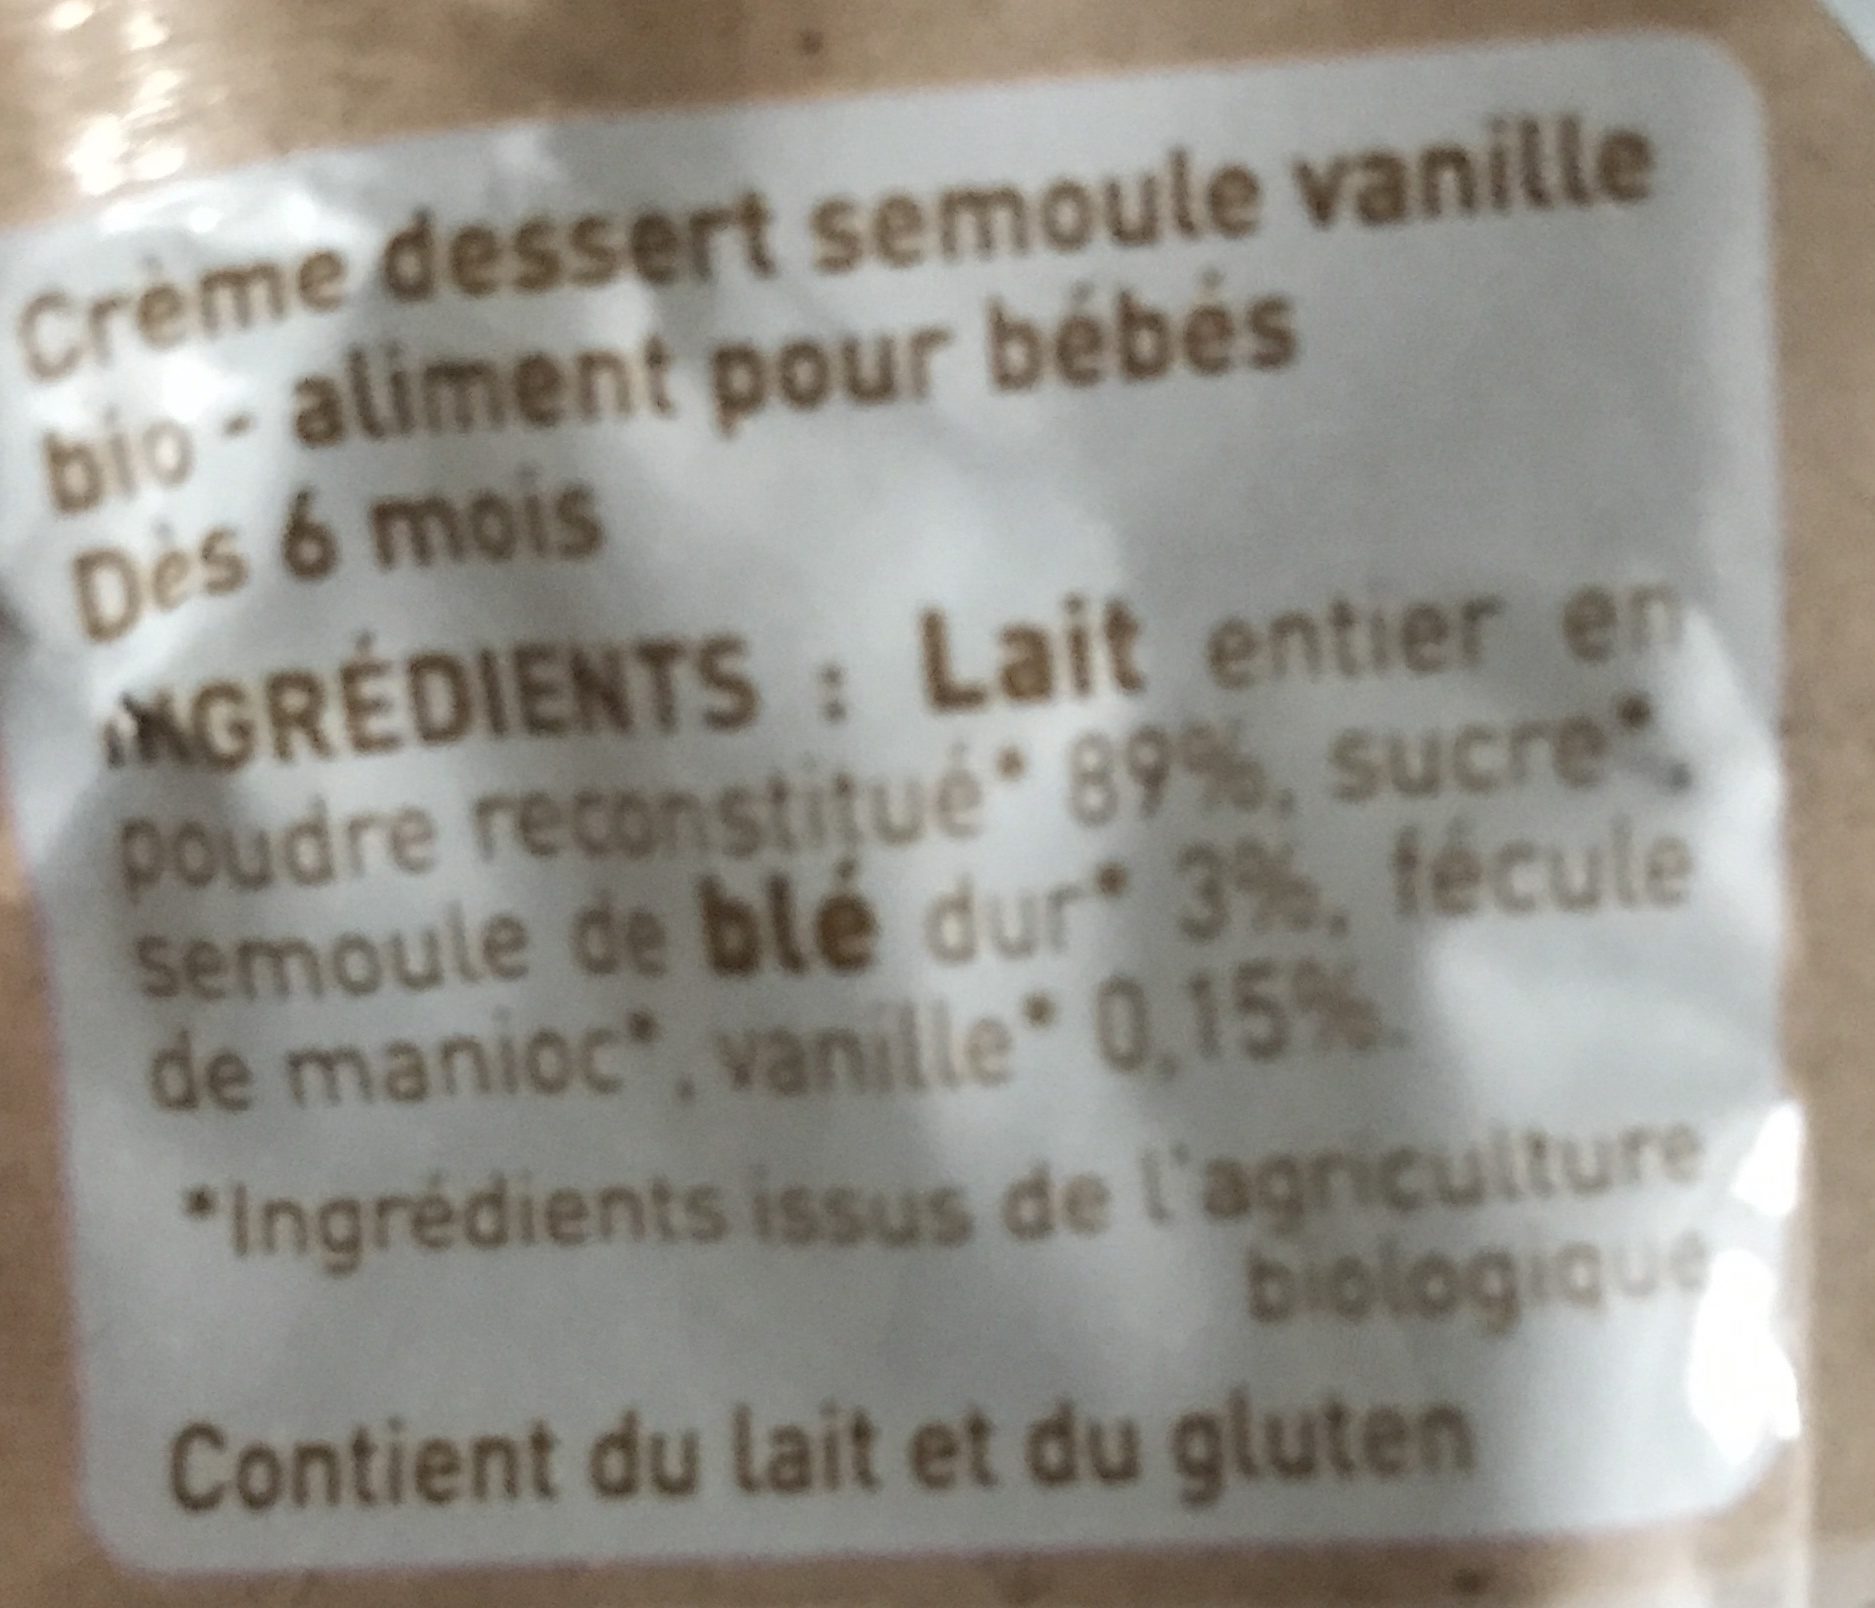 Crème dessert semoule vanille
bio - aliment pour bébés
Dès 6 mois
INGRÉDIENTS : Lait entier en
poudre reconstitué* 89%, sucre*,
semoule de blé dur* 3%, fécule
de manioc*, vanille* 0,15%.
*Ingrédients issus de l'agriculture
biologique
Contient du lait et du gluten